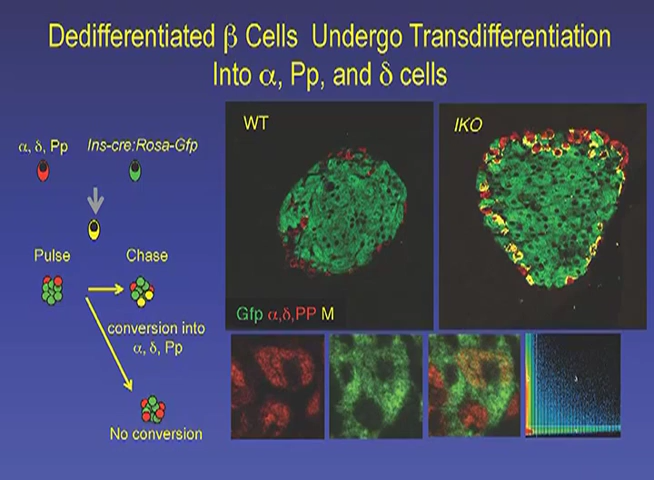 Dedifferentiated β Cells Undergo Transdifferentiation
Into α, Pp, and δ cells
α, δ, Pp
Ins-cre:Rosa-Gfp
Pulse
Chase
conversion into
α, δ, Pp
No conversion
WT
IKO
Gfp α,δ,PP M